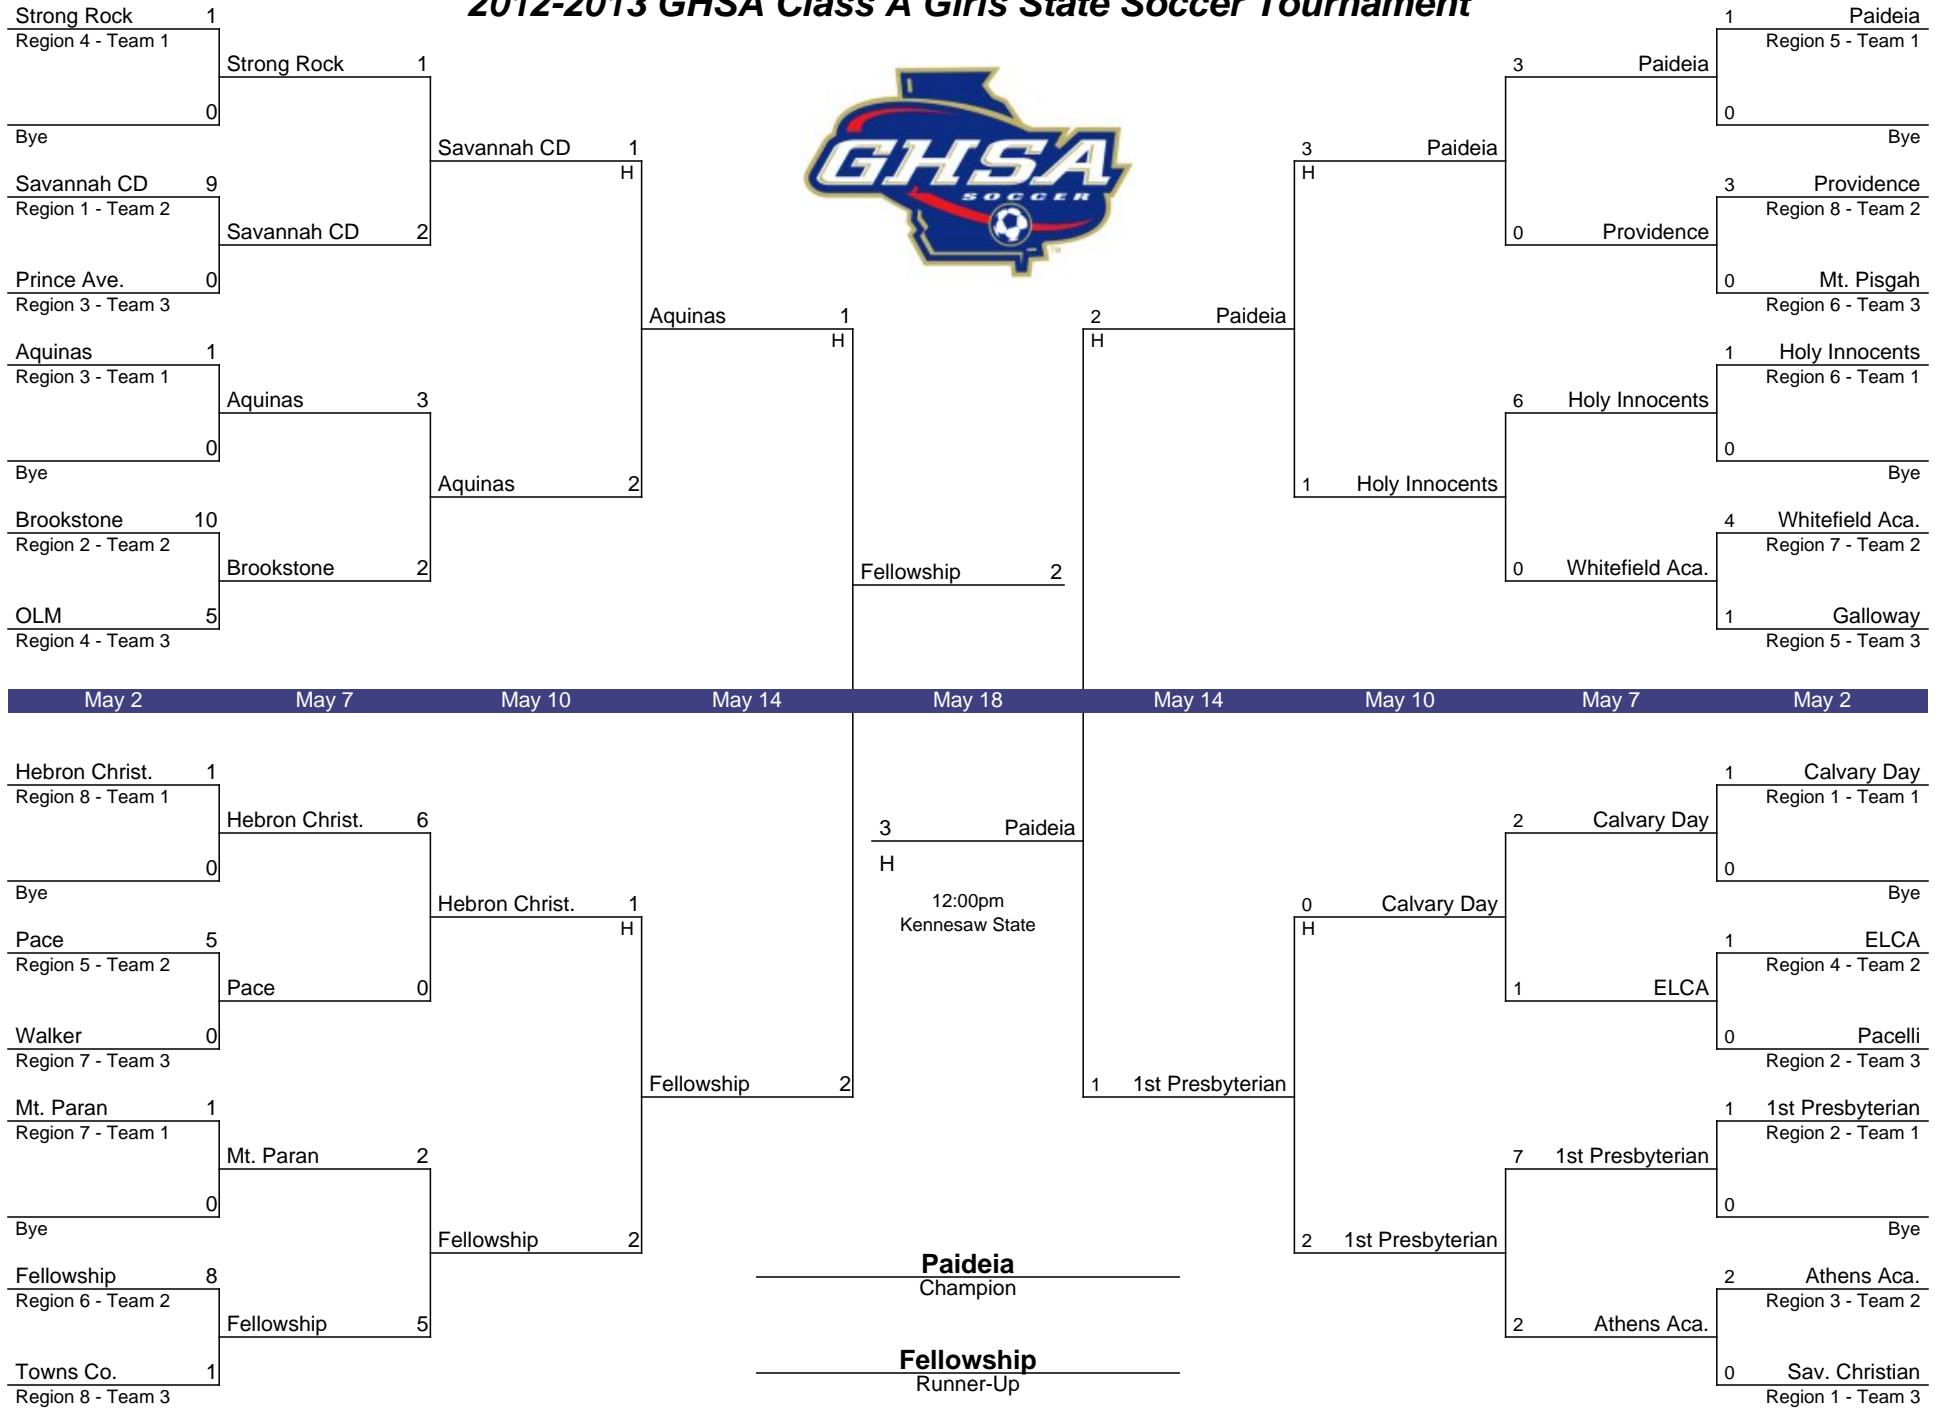 2012-2013 GHSA Class A Girls State Soccer Tournament
GHSA
SOCCER
TM
Strong Rock 1
Region 4 - Team 1
0
Bye
Savannah CD 9
Region 1 - Team 2
Prince Ave. 0
Region 3 - Team 3
Aquinas 1
Region 3 - Team 1
0
Bye
Brookstone 10
Region 2 - Team 2
OLM 5
Region 4 - Team 3
Strong Rock 1
Savannah CD 2
Aquinas 3
Brookstone 2
Savannah CD 1
H
Aquinas 2
Aquinas 1
H
Fellowship 2
2 Paideia
H
3 Paideia
H
1 Holy Innocents
3 Paideia
0 Providence
6 Holy Innocents
0 Whitefield Aca.
1 Paideia
Region 5 - Team 1
0
Bye
3 Providence
Region 8 - Team 2
0 Mt. Pisgah
Region 6 - Team 3
1 Holy Innocents
Region 6 - Team 1
0
Bye
4 Whitefield Aca.
Region 7 - Team 2
1 Galloway
Region 5 - Team 3
May 2 May 7 May 10 May 14 May 18 May 14 May 10 May 7 May 2
Hebron Christ. 1
Region 8 - Team 1
0
Bye
Pace 5
Region 5 - Team 2
Walker 0
Region 7 - Team 3
Mt. Paran 1
Region 7 - Team 1
0
Bye
Fellowship 8
Region 6 - Team 2
Towns Co. 1
Region 8 - Team 3
Hebron Christ. 6
Pace 0
Mt. Paran 2
Fellowship 5
Hebron Christ. 1
H
Fellowship 2
Fellowship 2
3 Paideia
H
12:00pm
Kennesaw State
1 1st Presbyterian
0 Calvary Day
H
2 1st Presbyterian
2 Calvary Day
1 ELCA
7 1st Presbyterian
2 Athens Aca.
1 Calvary Day
Region 1 - Team 1
0
Bye
1 ELCA
Region 4 - Team 2
0 Pacelli
Region 2 - Team 3
1 1st Presbyterian
Region 2 - Team 1
0
Bye
2 Athens Aca.
Region 3 - Team 2
0 Sav. Christian
Region 1 - Team 3
Paideia
Champion
Fellowship
Runner-Up